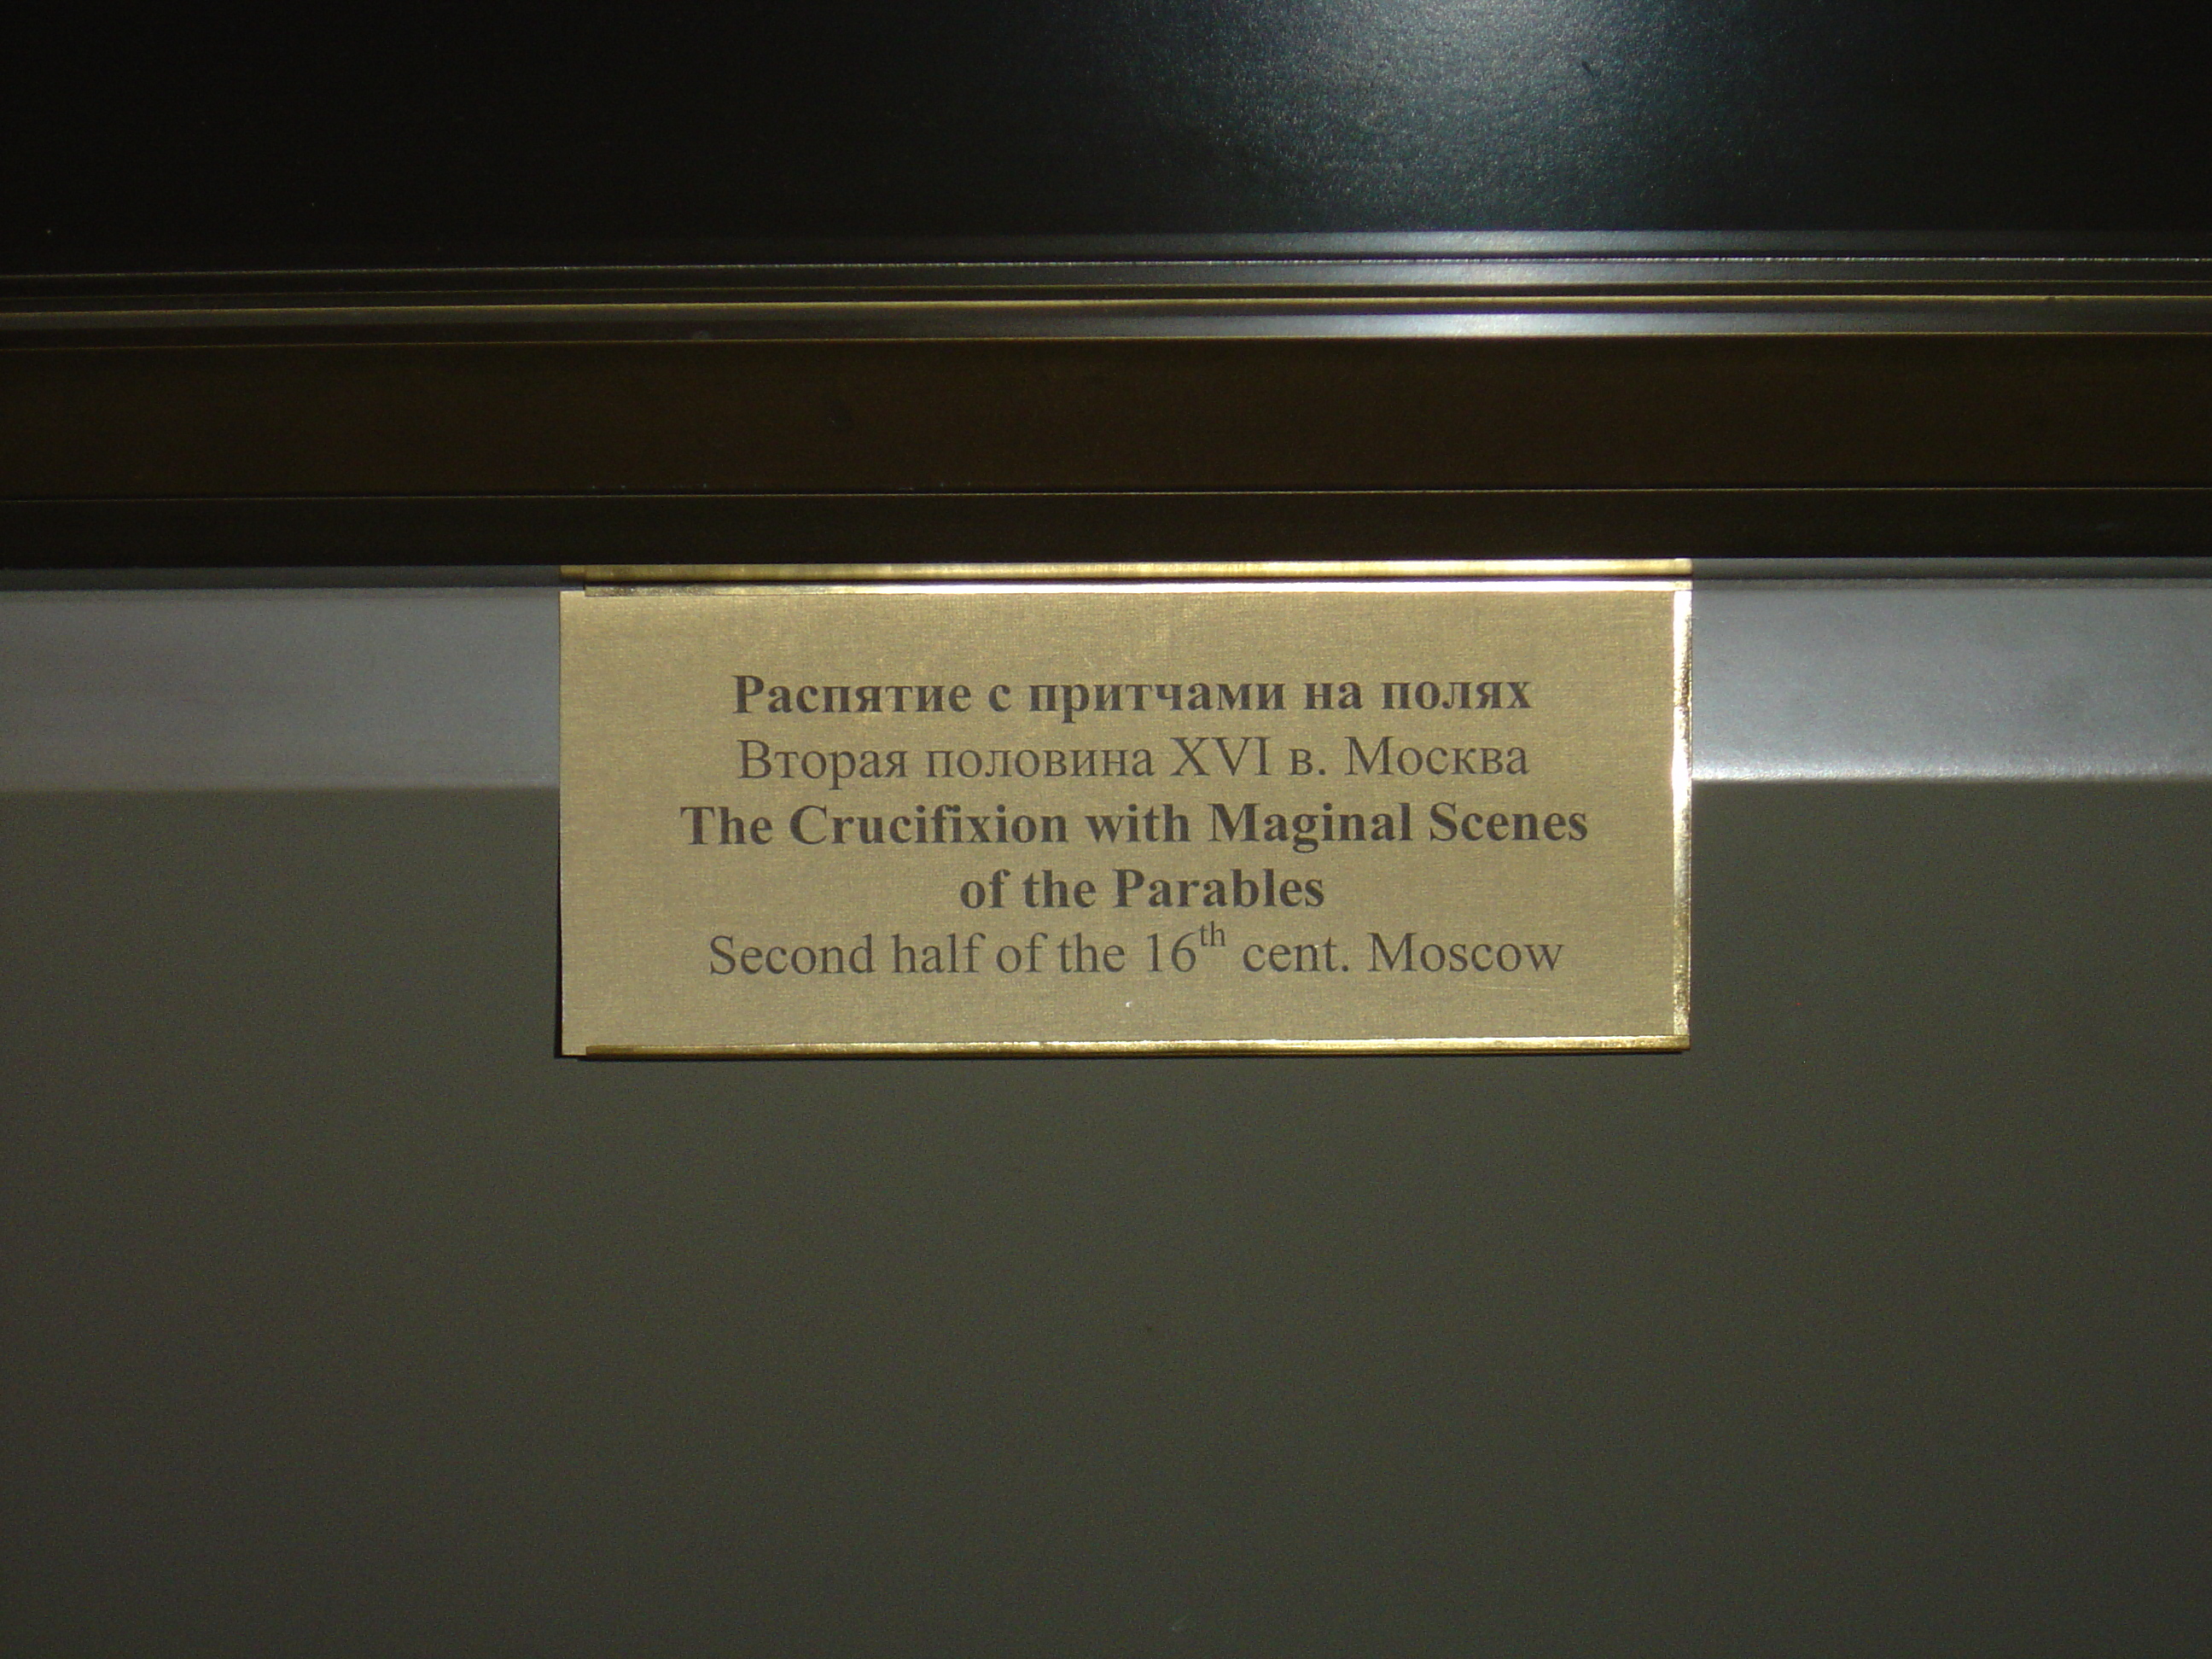 Распятие с притчами на полях
Вторая половина XVI в. Москва
The Crucifixion with Maginal Scenes
of the Parables
Second half of the 16th cent. Moscow